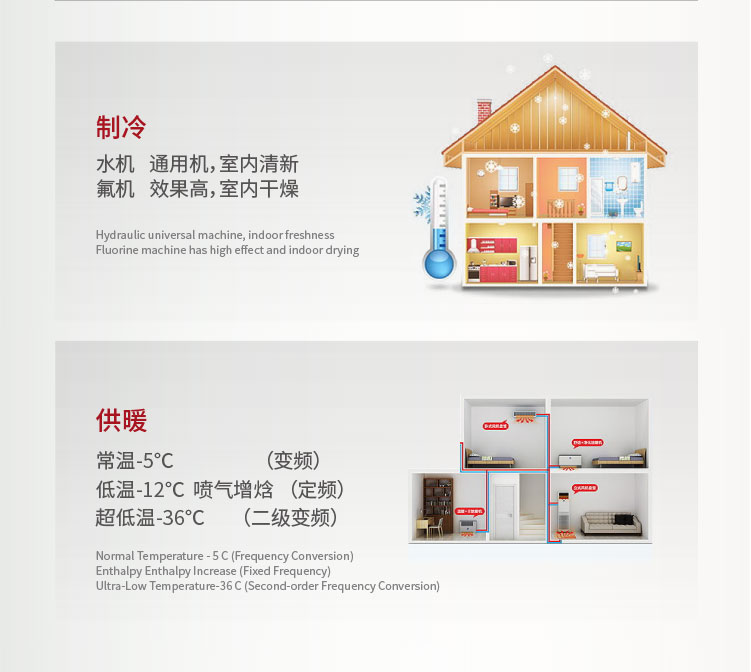 制冷
水机 通用机，室内清新
氟机 效果高，室内干燥
Hydraulic universal machine, indoor freshness
Fluorine machine has high effect and indoor drying
供暖
常温-5℃ （变频）
低温-12℃ 喷气增焓 （定频）
超低温-36℃ （二级变频）
Normal Temperature - 5 C (Frequency Conversion)
Enthalpy Enthalpy Increase (Fixed Frequency)
Ultra-Low Temperature-36 C (Second-order Frequency Conversion)